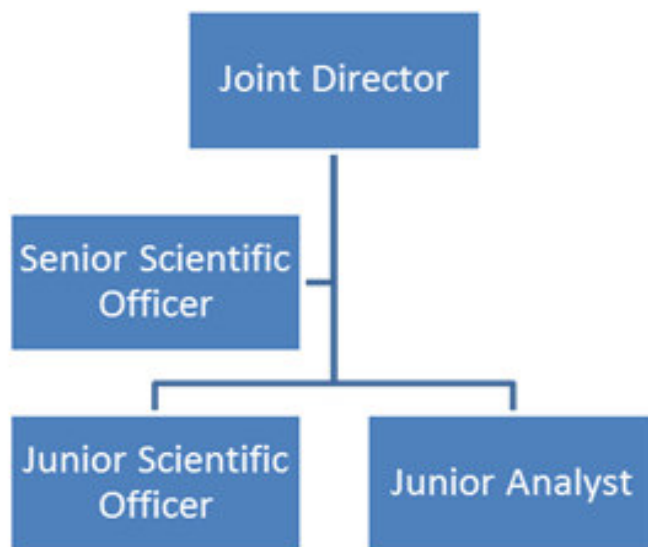 Joint Director
Senior Scientific
Officer
Junior Scientific
Officer
Junior Analyst